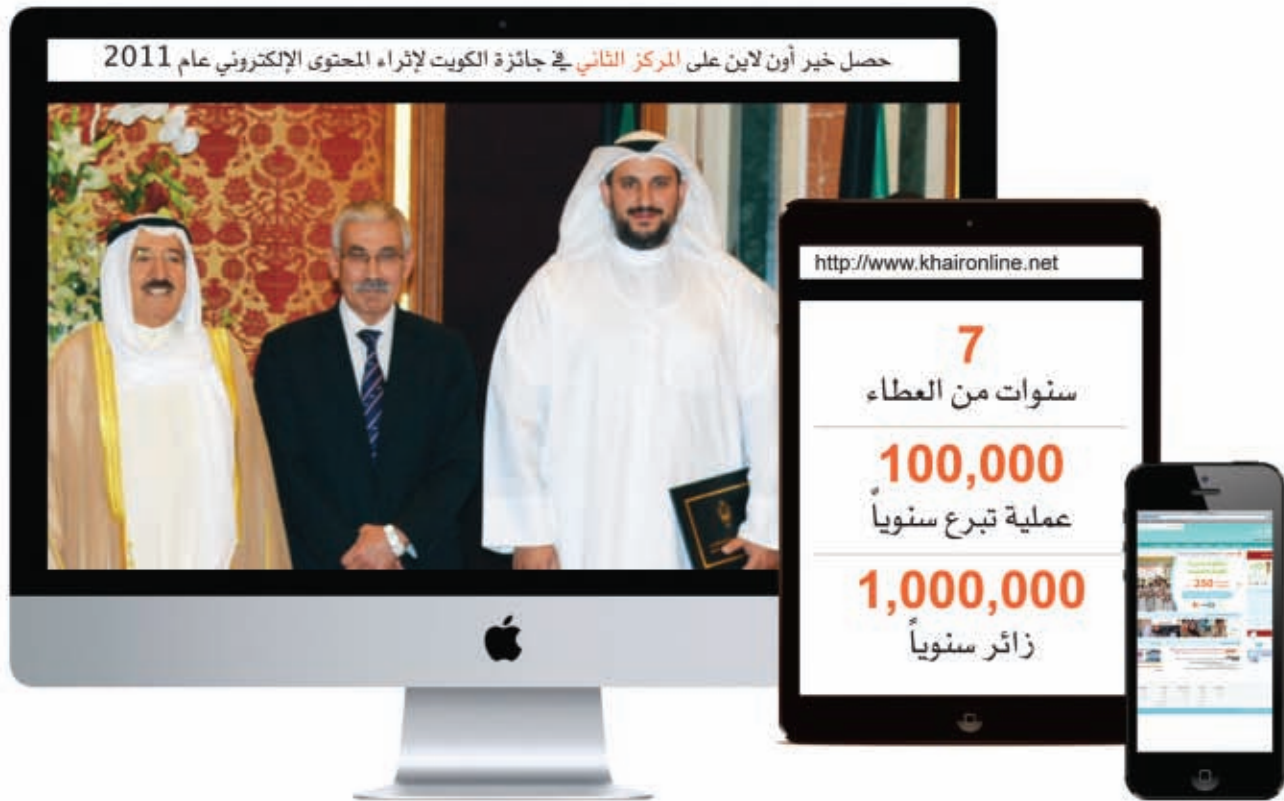 حصل خير أون لاين على المركز الثاني في جائزة الكويت لإثراء المحتوى الإلكتروني عام 2011
http://www.khaironline.net
7
سنوات من العطاء
100,000
عملية تبرع سنوياً
1,000,000
زائر سنوياً
250